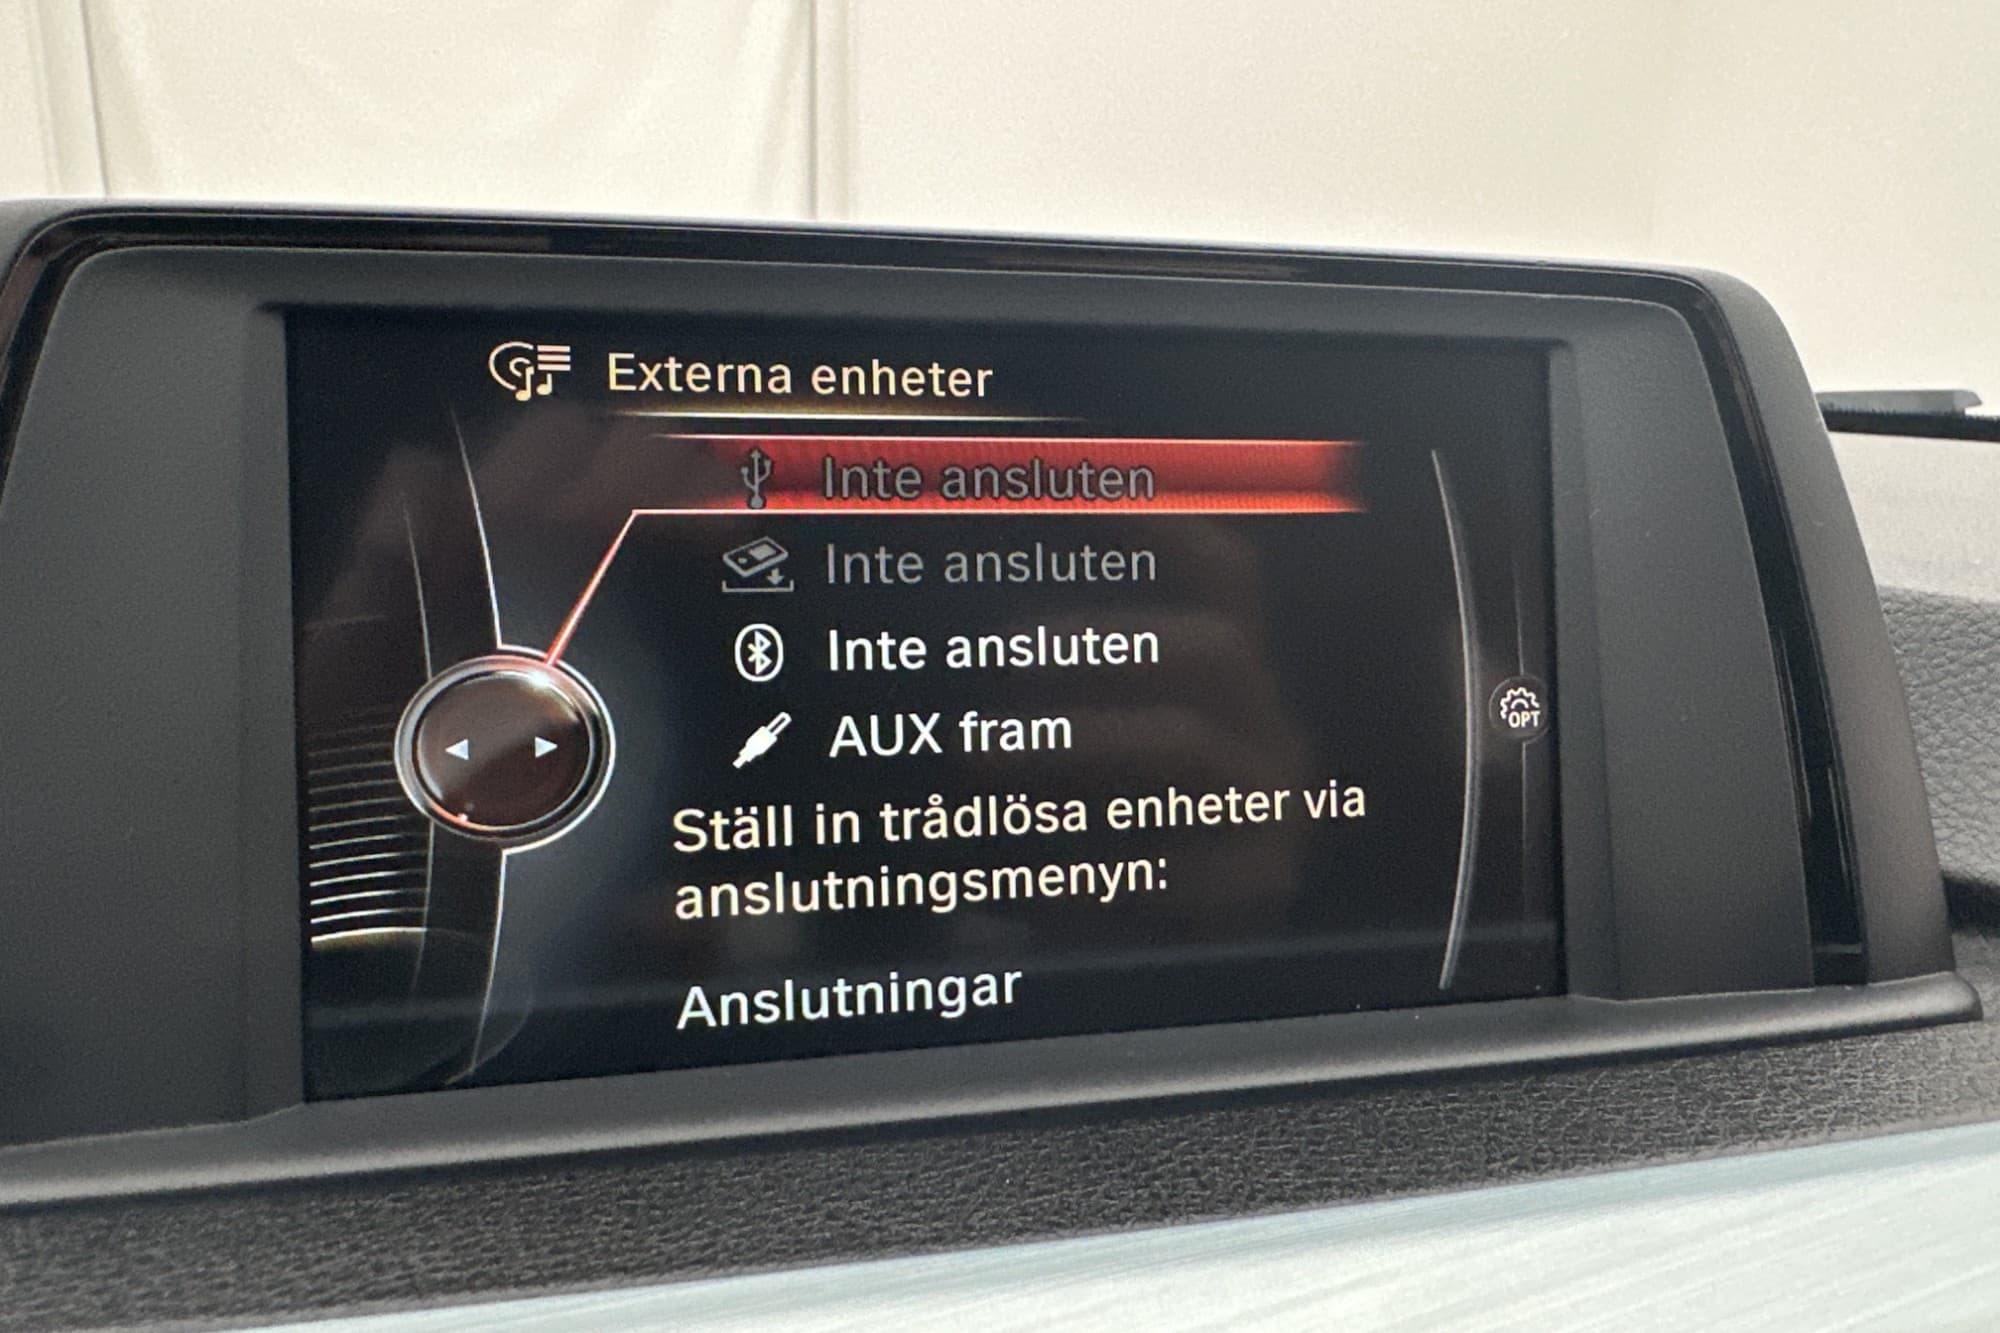 Externa enheter
Inte ansluten
Inte ansluten
Inte ansluten
AUX fram
OPT
Ställ in trådlösa enheter via
anslutningsmenyn:
Anslutningar